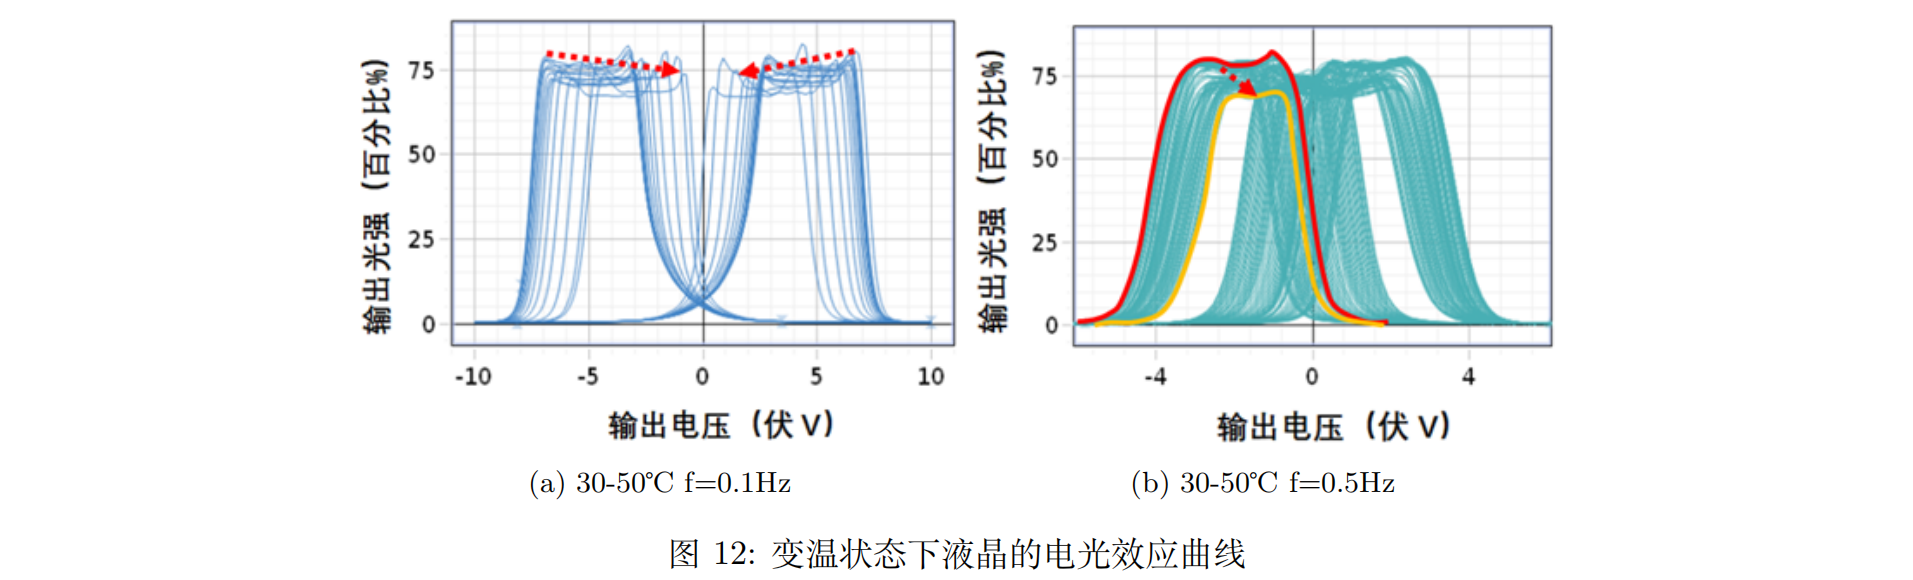 输出光强（百分比%）
75
50
25
0
-10 -5 0 5 10
输出电压（伏 V）
(a) 30-50℃ f=0.1Hz
输出光强（百分比%）
75
50
25
0
-4 0 4
输出电压（伏 V）
(b) 30-50℃ f=0.5Hz
图 12: 变温状态下液晶的电光效应曲线